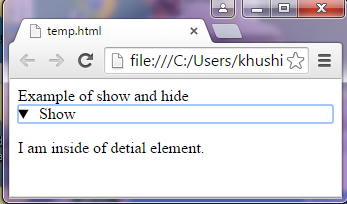 temp.html
file:///C:/Users/khushi
Example of show and hide
Show
I am inside of detial element.